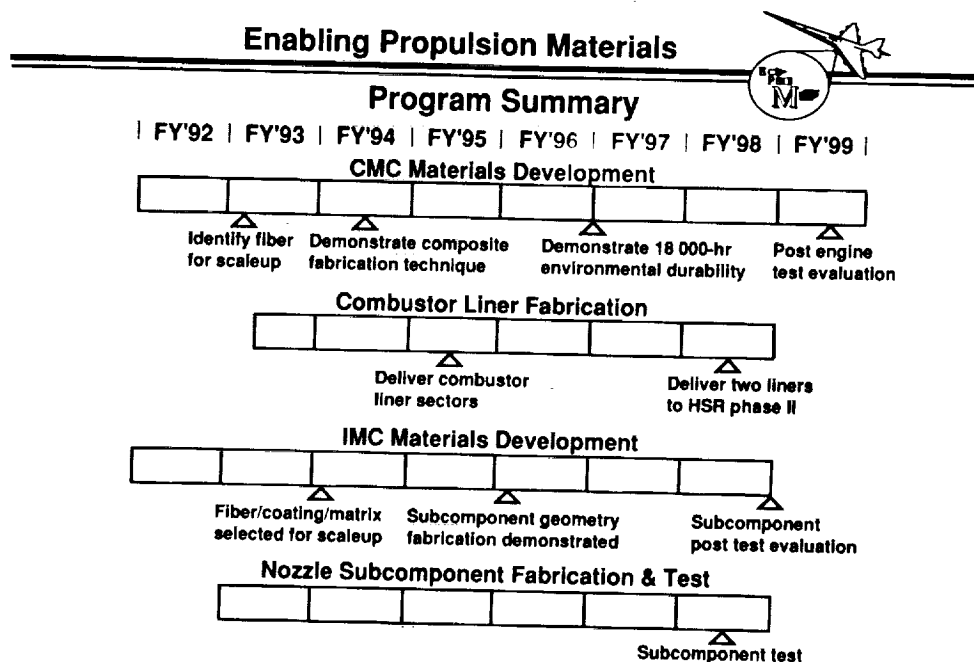 Enabling Propulsion Materials
Program Summary
| FY'92 | FY'93 | FY'94 | FY'95 | FY'96 | FY'97 | FY'98 | FY'99 |
CMC Materials Development
Identify fiber
for scaleup
Demonstrate composite
fabrication technique
Demonstrate 18 000-hr
environmental durability
Post engine
test evaluation
Combustor Liner Fabrication
Deliver combustor
liner sectors
Deliver two liners
to HSR phase II
IMC Materials Development
Fiber/coating/matrix
selected for scaleup
Subcomponent geometry
fabrication demonstrated
Subcomponent
post test evaluation
Nozzle Subcomponent Fabrication & Test
Subcomponent test